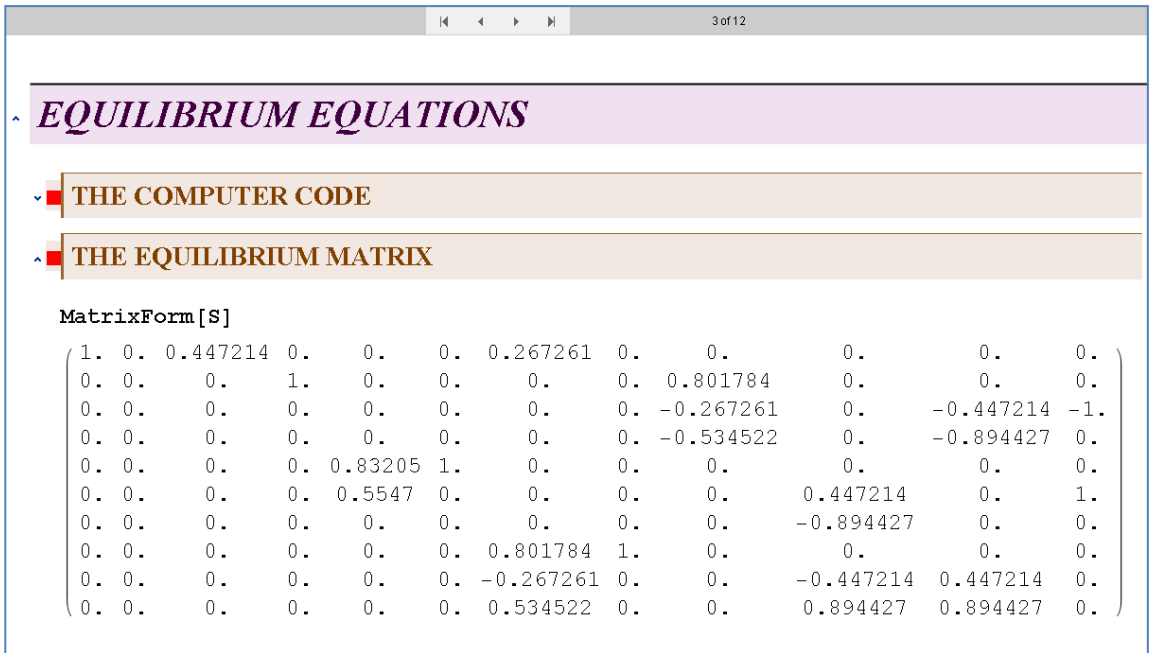 3 of 12
EQUILIBRIUM EQUATIONS
THE COMPUTER CODE
THE EQUILIBRIUM MATRIX
MatrixForm[S]
1. 0. 0.447214 0. 0. 0. 0.267261 0. 0. 0. 0. 0.
0. 0. 0. 1. 0. 0. 0. 0. 0.801784 0. 0. 0.
0. 0. 0. 0. 0. 0. 0. 0. -0.267261 0. -0.447214 -1.
0. 0. 0. 0. 0. 0. 0. 0. -0.534522 0. -0.894427 0.
0. 0. 0. 0. 0.83205 1. 0. 0. 0. 0. 0. 0.
0. 0. 0. 0. 0.5547 0. 0. 0. 0. 0.447214 0. 1.
0. 0. 0. 0. 0. 0. 0. 0. 0. -0.894427 0. 0.
0. 0. 0. 0. 0. 0. 0.801784 1. 0. 0. 0. 0.
0. 0. 0. 0. 0. 0. -0.267261 0. 0. -0.447214 0.447214 0.
0. 0. 0. 0. 0. 0. 0.534522 0. 0. 0.894427 0.894427 0.